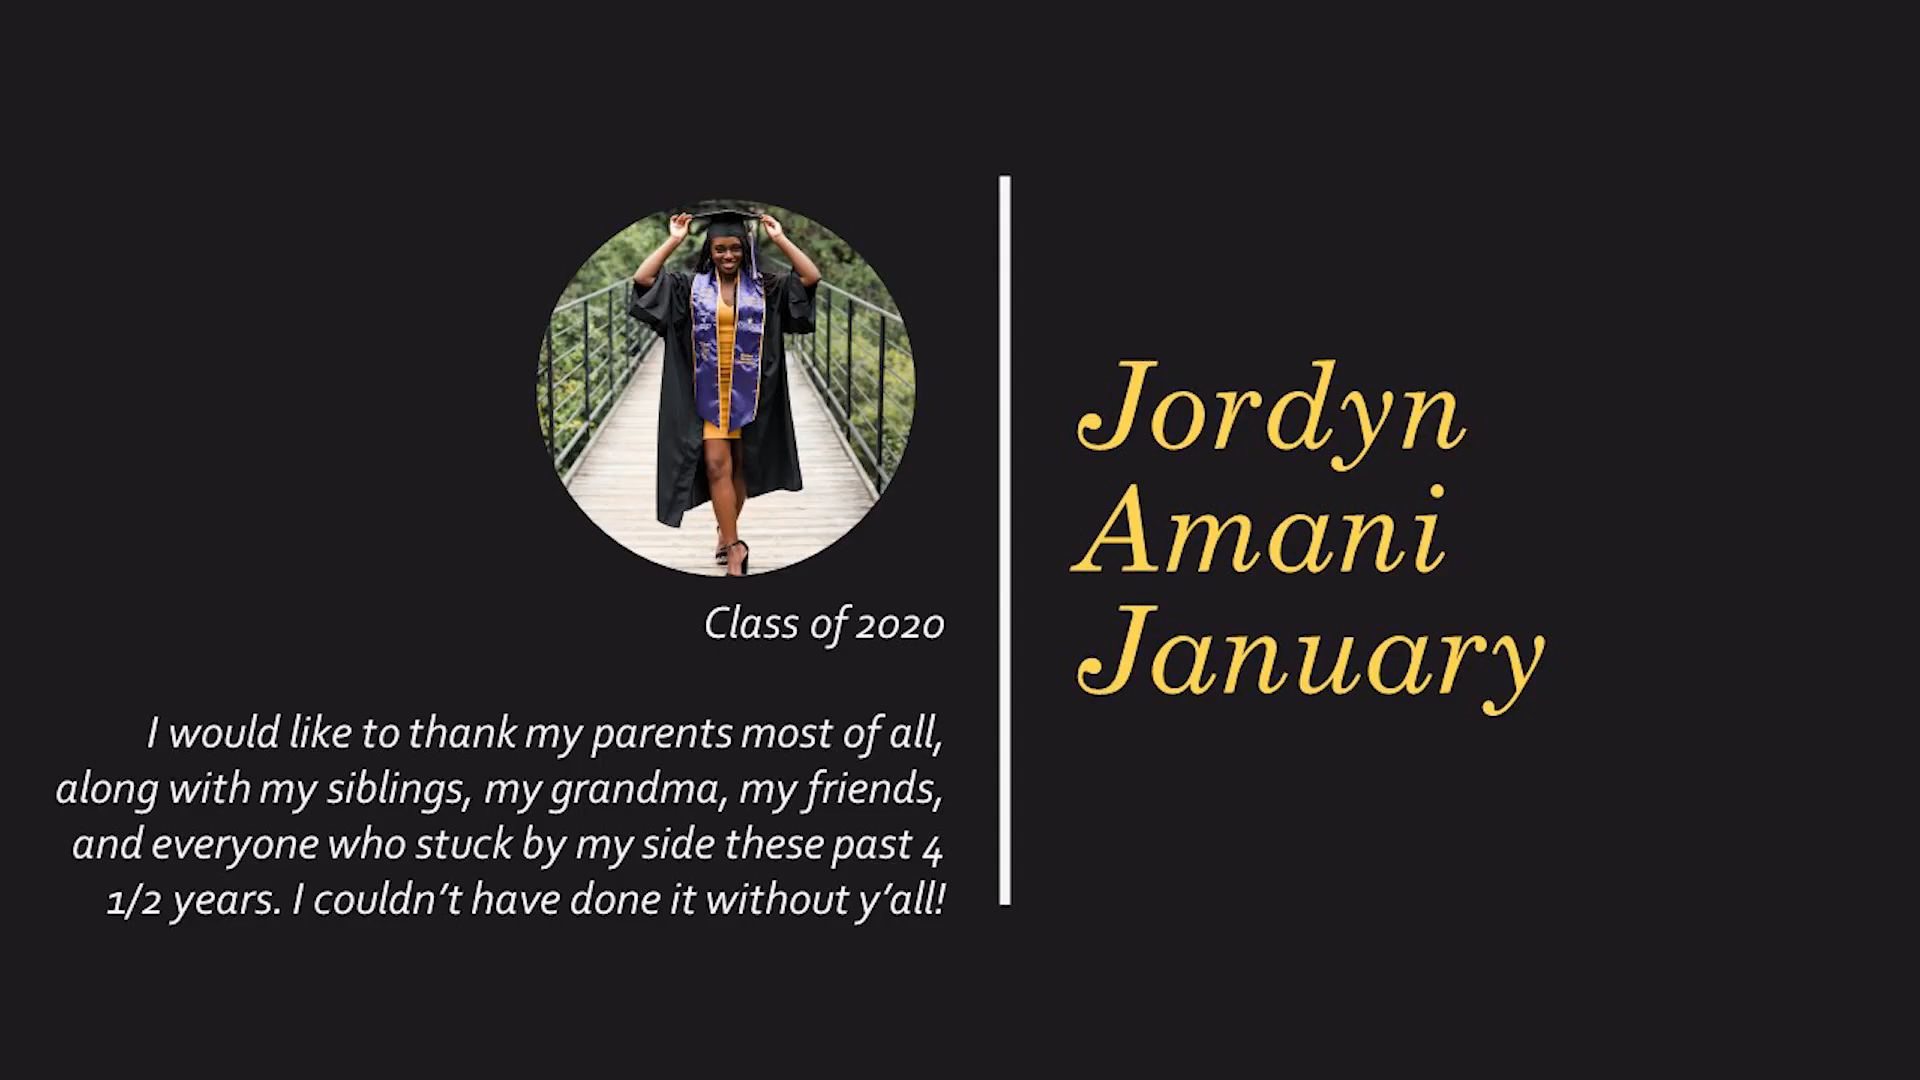 Class of 2020
I would like to thank my parents most of all,
along with my siblings, my grandma, my friends,
and everyone who stuck by my side these past 4
1/2 years. I couldn’t have done it without y’all!
Jordyn
Amani
January